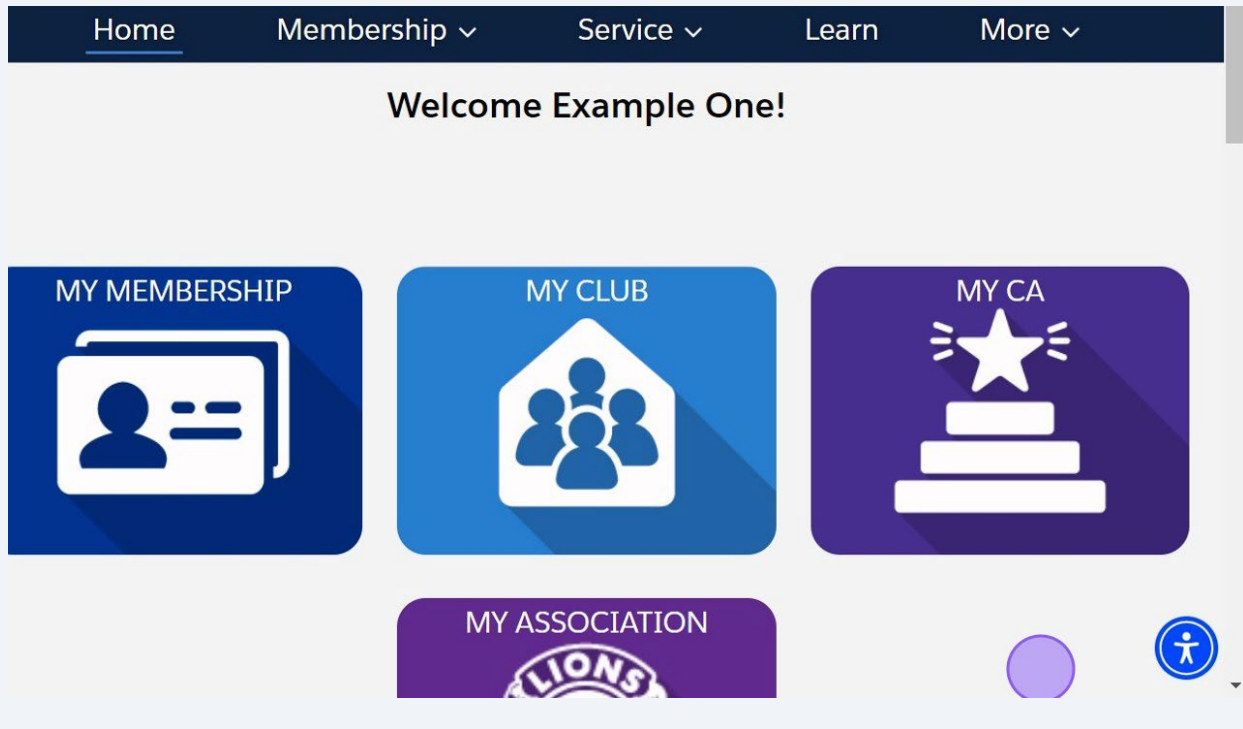 Home Membership Service Learn More
Welcome Example One!
MY MEMBERSHIP MY CLUB MY CA
MY ASSOCIATION
LIONS